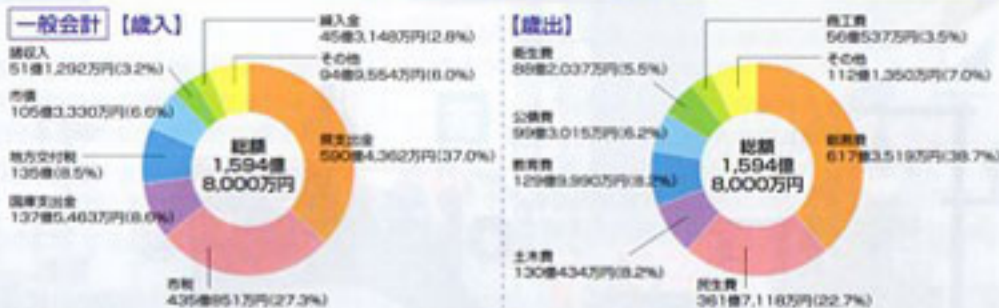 一般会計【歳入】
繰入金
45億3,148万円(2.8%)
諸収入
51億1,292万円(3.2%)
その他
94億9,554万円(6.0%)
市債
105億3,330万円(6.6%)
地方交付税
135億(8.5%)
国庫支出金
137億5,463万円(8.6%)
総額
1,594億
8,000万円
県支出金
590億4,362万円(37.0%)
市税
435億851万円(27.3%)
【歳出】
商工費
56億537万円(3.5%)
衛生費
88億2,037万円(5.5%)
その他
112億1,350万円(7.0%)
公債費
99億3,015万円(6.2%)
教育費
129億9,990万円(8.2%)
総額
1,594億
8,000万円
総務費
617億3,519万円(38.7%)
土木費
130億434万円(8.2%)
民生費
361億7,118万円(22.7%)